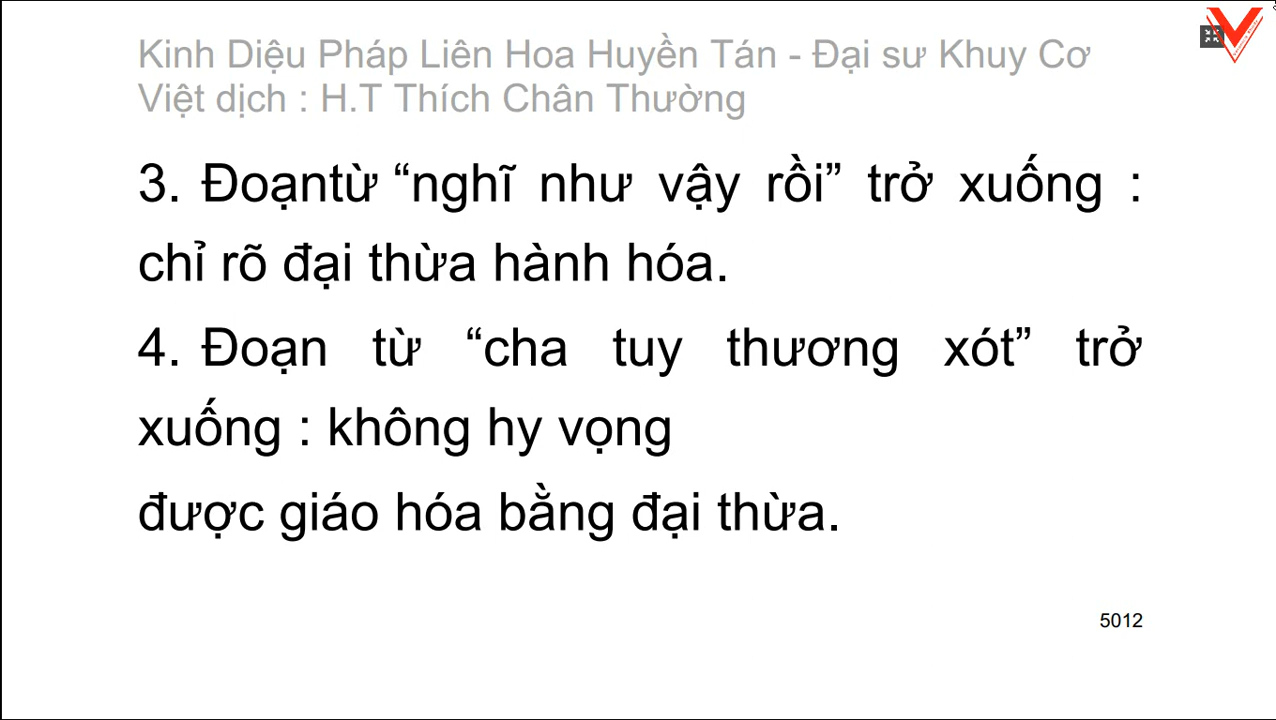 Kinh Diệu Pháp Liên Hoa Huyền Tán - Đại sư Khuy Cơ
Việt dịch : H.T Thích Chân Thường
3. Đoạntừ “nghĩ như vậy rồi” trở xuống :
chỉ rõ đại thừa hành hóa.
4. Đoạn từ “cha tuy thương xót” trở
xuống : không hy vọng
được giáo hóa bằng đại thừa.
5012